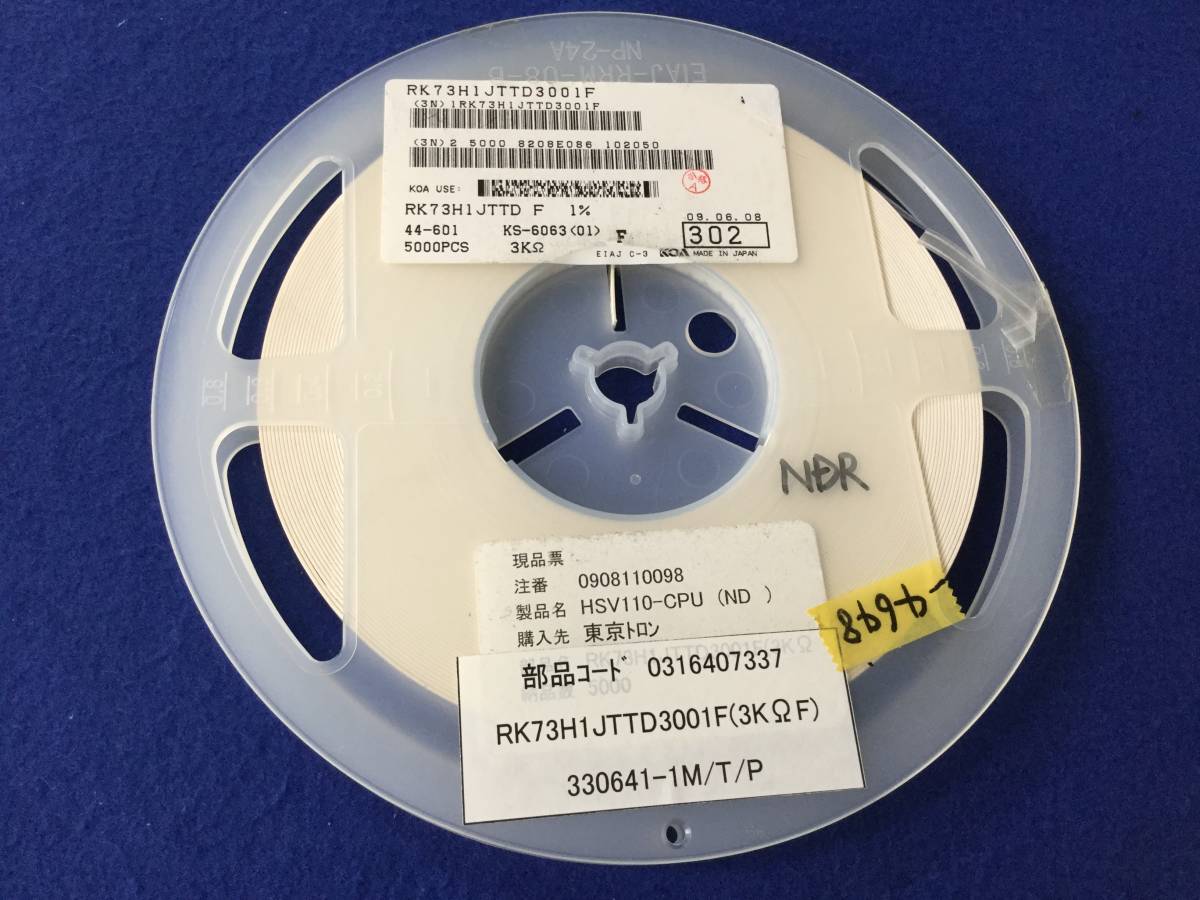 EIAJ-RRM-08-B
NP-24A
RK73H1JTTD3001F
(3N)1RK73H1JTTD3001F
(3N)2 5000 8208E086 102050
KOA USE:
RK73H1JTTD F 1%
09.06.08
44-601 KS-6063<01> F 302
5000PCS 3KΩ EIAJ C-3 KOA MADE IN JAPAN
NDR
現品票
注番 0908110098
製品名 HSV110-CPU (ND )
購入先 東京トロン
RK73H1JTTD3001F(3KΩ
5000
部品コード 0316407337
RK73H1JTTD3001F(3KΩF)
330641-1M/T/P